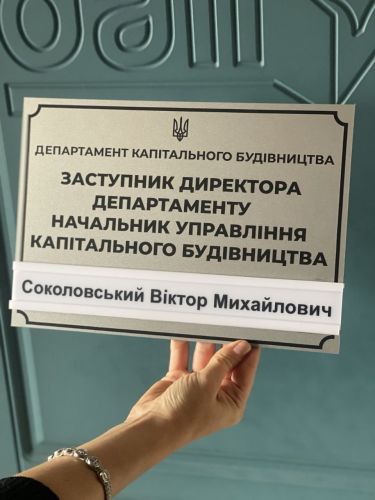 ДЕПАРТАМЕНТ КАПІТАЛЬНОГО БУДІВНИЦТВА
ЗАСТУПНИК ДИРЕКТОРА
ДЕПАРТАМЕНТУ
НАЧАЛЬНИК УПРАВЛІННЯ
КАПІТАЛЬНОГО БУДІВНИЦТВА
Соколовський Віктор Михайлович